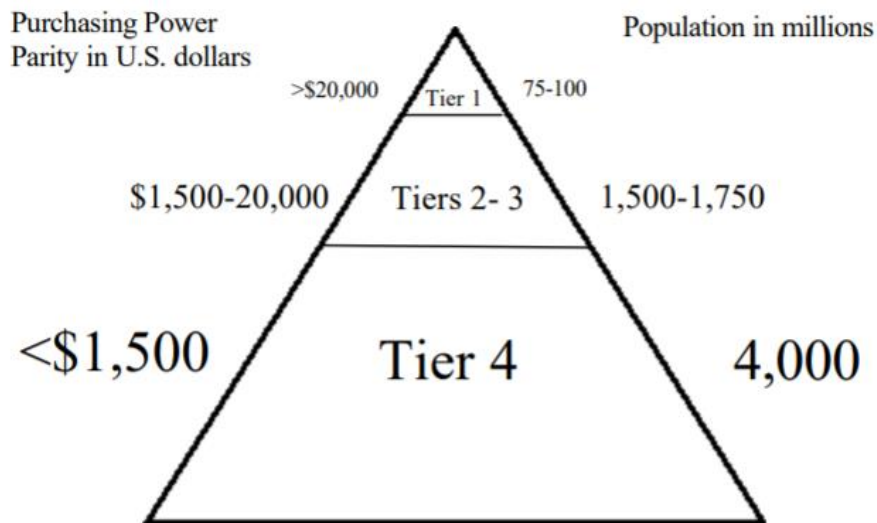 Purchasing Power
Parity in U.S. dollars
Population in millions
>$20,000
Tier 1
75-100
$1,500-20,000
Tiers 2- 3
1,500-1,750
<$1,500
Tier 4
4,000